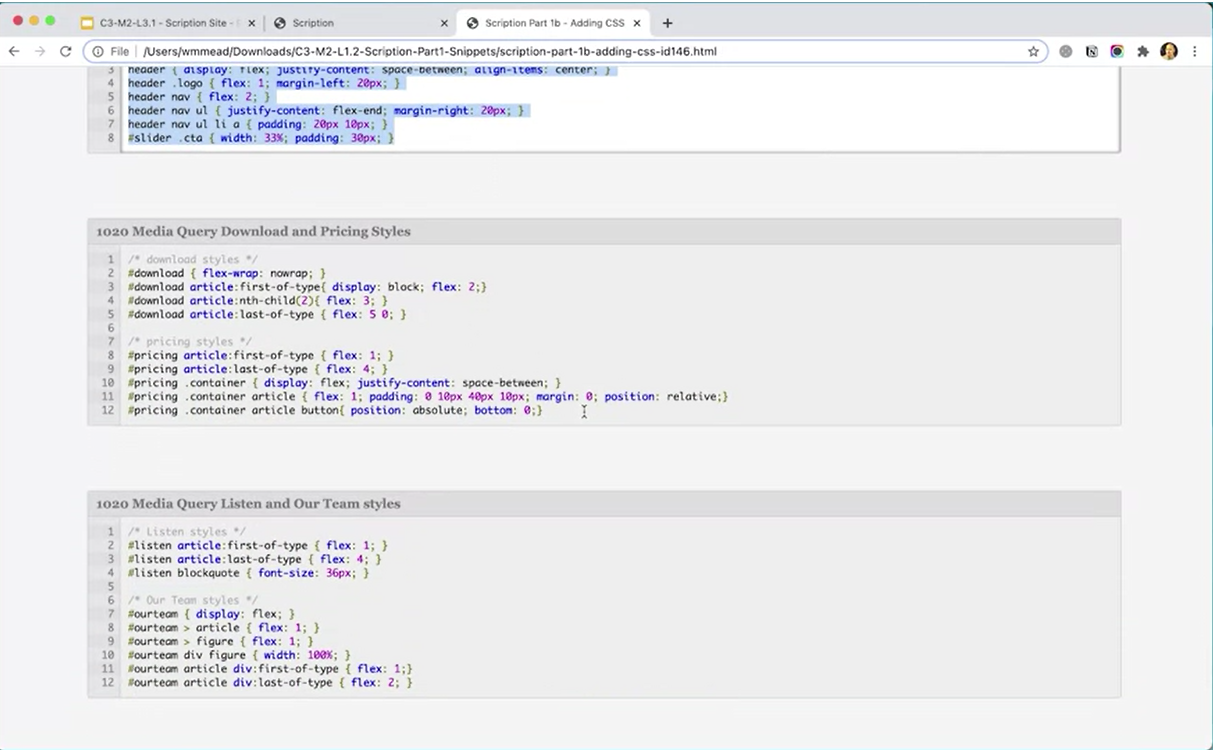 C3-M2-L3.1 - Scription Site -
Scription
Scription Part 1b - Adding CSS
File
/Users/wmmead/Downloads/C3-M2-L1.2-Scription-Part1-Snippets/scription-part-1b-adding-css-id146.html
3 header { display: flex; justify-content: space-between; align-items: center; }
4 header .logo { flex: 1; margin-left: 20px; }
5 header nav { flex: 2; }
6 header nav ul { justify-content: flex-end; margin-right: 20px; }
7 header nav ul li a { padding: 20px 10px; }
8 #slider .cta { width: 33%; padding: 30px; }
1020 Media Query Download and Pricing Styles
1 /* download styles */
2 #download { flex-wrap: nowrap; }
3 #download article:first-of-type{ display: block; flex: 2;}
4 #download article:nth-child(2){ flex: 3; }
5 #download article:last-of-type { flex: 5 0; }
6
7 /* pricing styles */
8 #pricing article:first-of-type { flex: 1; }
9 #pricing article:last-of-type { flex: 4; }
10 #pricing .container { display: flex; justify-content: space-between; }
11 #pricing .container article { flex: 1; padding: 0 10px 40px 10px; margin: 0; position: relative;}
12 #pricing .container article button{ position: absolute; bottom: 0;}
1020 Media Query Listen and Our Team styles
1 /* Listen styles */
2 #listen article:first-of-type { flex: 1; }
3 #listen article:last-of-type { flex: 4; }
4 #listen blockquote { font-size: 36px; }
5
6 /* Our Team styles */
7 #ourteam { display: flex; }
8 #ourteam > article { flex: 1; }
9 #ourteam > figure { flex: 1; }
10 #ourteam div figure { width: 100%; }
11 #ourteam article div:first-of-type { flex: 1;}
12 #ourteam article div:last-of-type { flex: 2; }